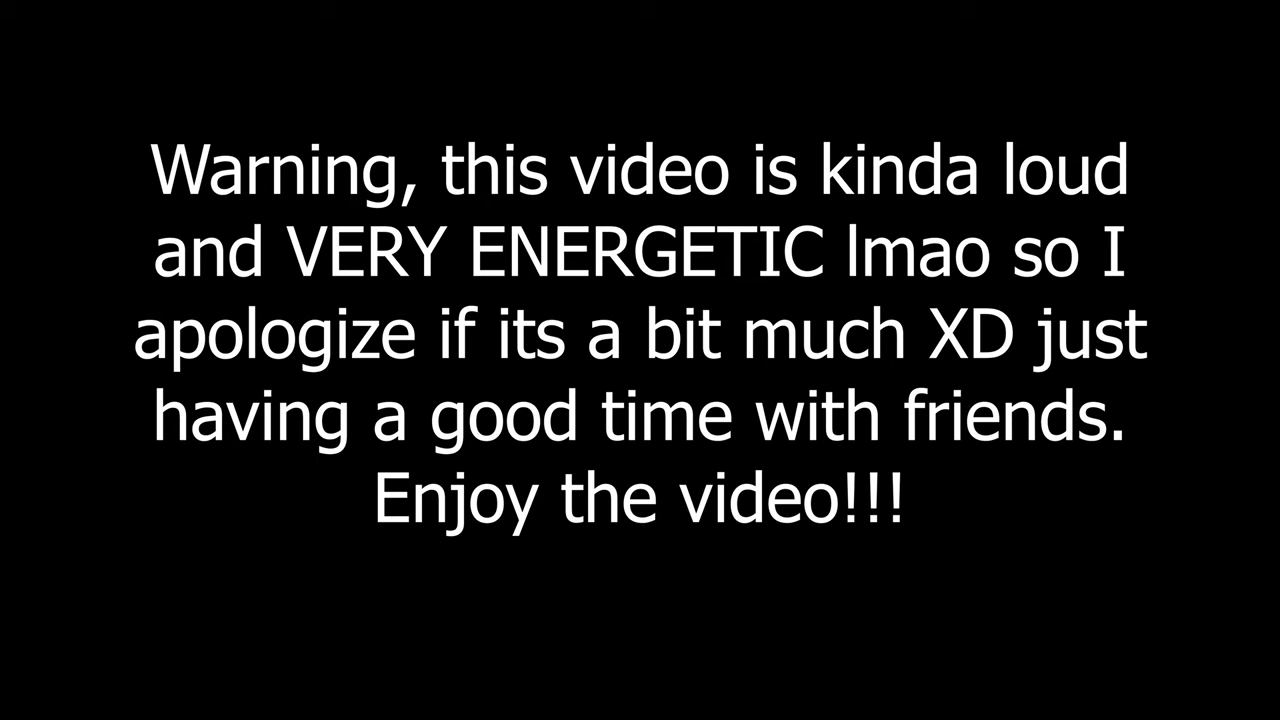 Warning, this video is kinda loud
and VERY ENERGETIC lmao so I
apologize if its a bit much XD just
having a good time with friends.
Enjoy the video!!!